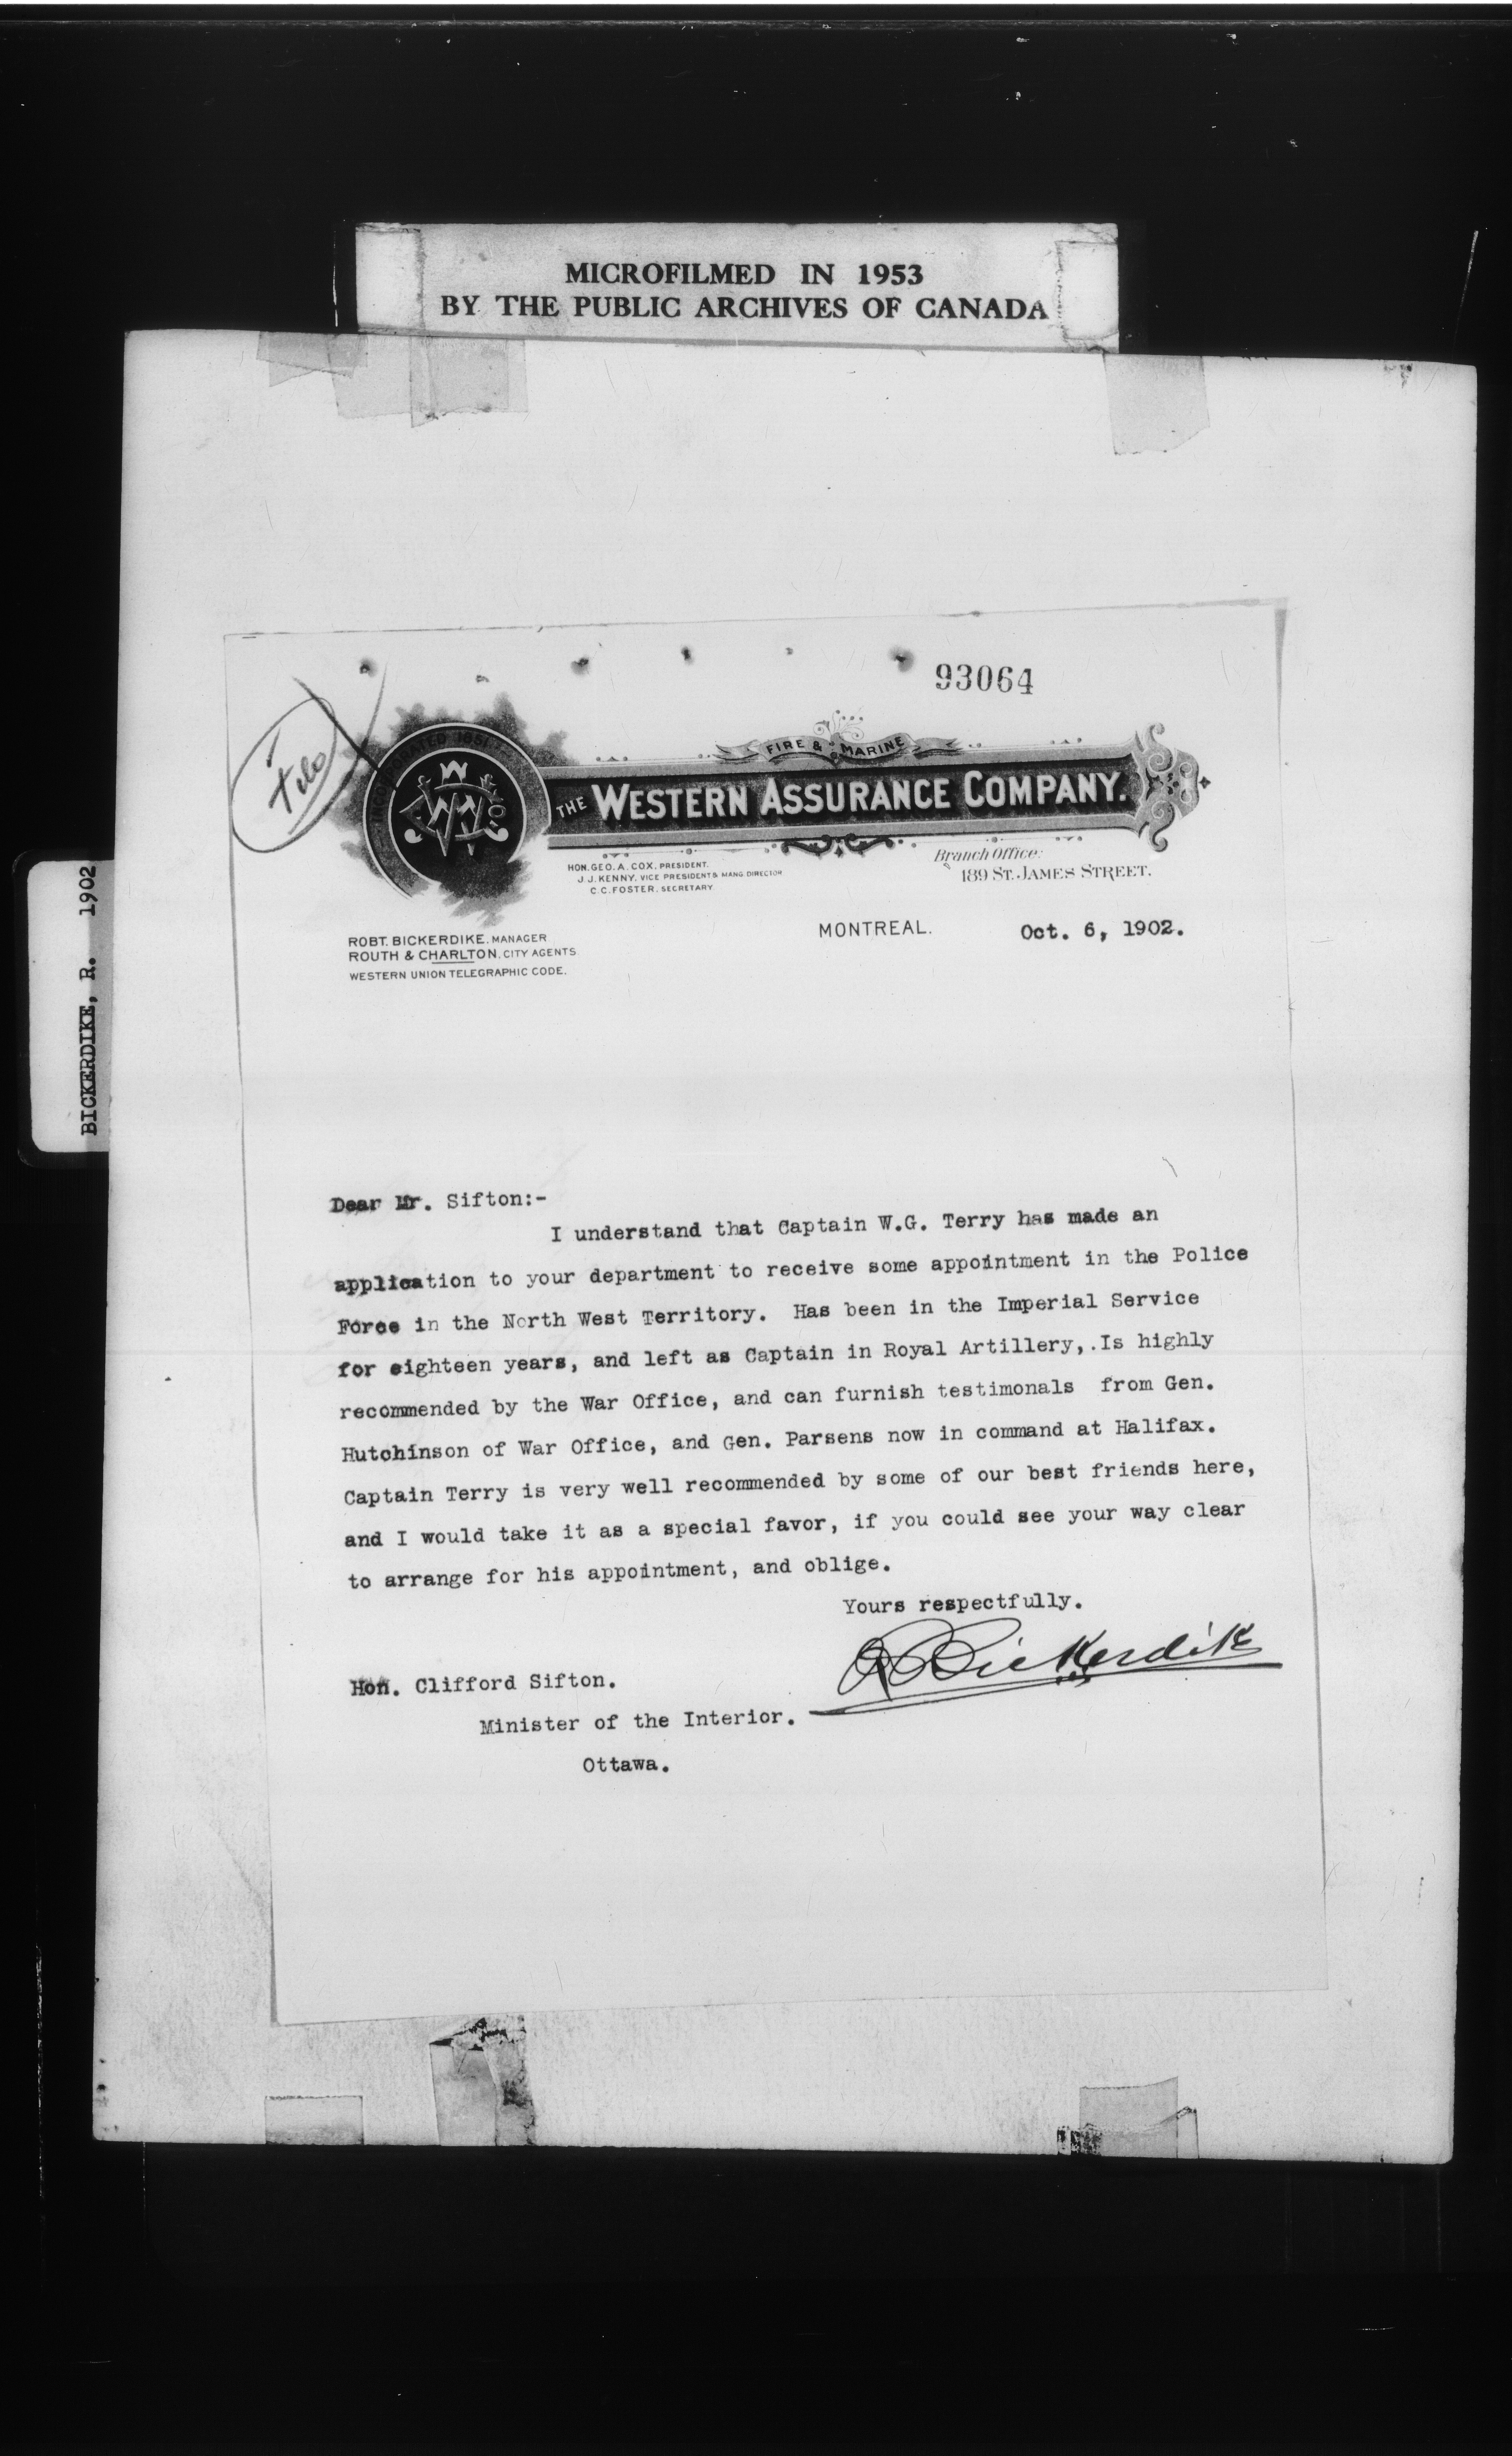 MICROFILMED IN 1953
BY THE PUBLIC ARCHIVES OF CANADA
BICKERDIKE, R. 1902
93064
File
INCORPORATED 1851
FIRE & MARINE
THE WESTERN ASSURANCE COMPANY.
HON. GEO. A. COX, PRESIDENT.
J.J. KENNY, VICE PRESIDENT & MANG DIRECTOR
C.C. FOSTER, SECRETARY
Branch Office:
189 ST. JAMES STREET.
ROBT. BICKERDIKE, MANAGER
ROUTH & CHARLTON, CITY AGENTS
WESTERN UNION TELEGRAPHIC CODE.
MONTREAL. Oct. 6, 1902.
Dear Mr. Sifton:-
I understand that Captain W.G. Terry has made an
application to your department to receive some appointment in the Police
Force in the North West Territory. Has been in the Imperial Service
for eighteen years, and left as Captain in Royal Artillery,.Is highly
recommended by the War Office, and can furnish testimonals from Gen.
Hutchinson of War Office, and Gen. Parsens now in command at Halifax.
Captain Terry is very well recommended by some of our best friends here,
and I would take it as a special favor, if you could see your way clear
to arrange for his appointment, and oblige.
Yours respectfully.
R Bickerdike
Hon. Clifford Sifton.
Minister of the Interior.
Ottawa.